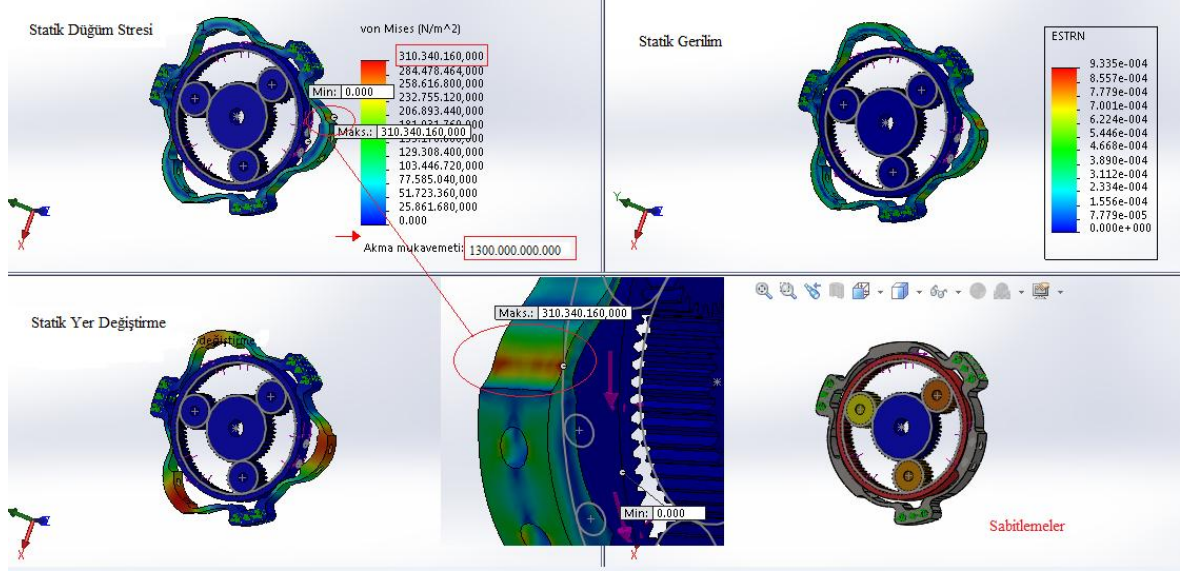 Statik Düğüm Stresi
von Mises (N/m^2)
310.340.160,000
284.478.464,000
258.616.800,000
232.755.120,000
206.893.440,000
129.308.400,000
103.446.720,000
77.585.040,000
51.723.360,000
25.861.680,000
0.000
Min: 0.000
Maks.: 310.340.160,000
Akma mukavemeti: 1300.000.000.000
Z
X
Statik Gerilim
ESTRN
9.335e-004
8.557e-004
7.779e-004
7.001e-004
6.224e-004
5.446e-004
4.668e-004
3.890e-004
3.112e-004
2.334e-004
1.556e-004
7.779e-005
0.000e+000
Y
Z
X
Statik Yer Değiştirme
: değiştirme
Z
X
Maks.: 310.340.160,000
Min: 0.000
X
Sabitlemeler